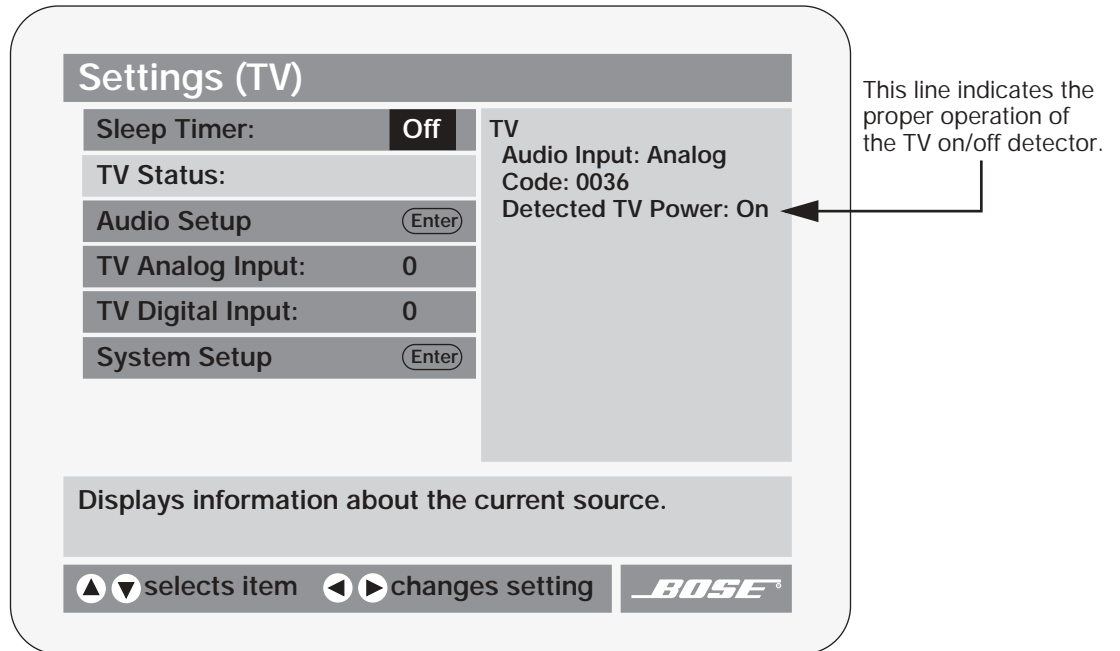 Settings (TV)
Sleep Timer: Off
TV Status:
Audio Setup Enter
TV Analog Input: 0
TV Digital Input: 0
System Setup Enter
TV
Audio Input: Analog
Code: 0036
Detected TV Power: On
This line indicates the
proper operation of
the TV on/off detector.
Displays information about the current source.
selects item changes setting BOSE